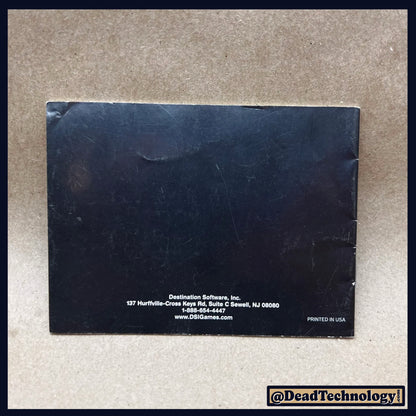 Destination Software, Inc.
137 Hurffville-Cross Keys Rd, Suite C Sewell, NJ 08080
1-888-654-4447
www.DSIGames.com
PRINTED IN USA
@DeadTechnology